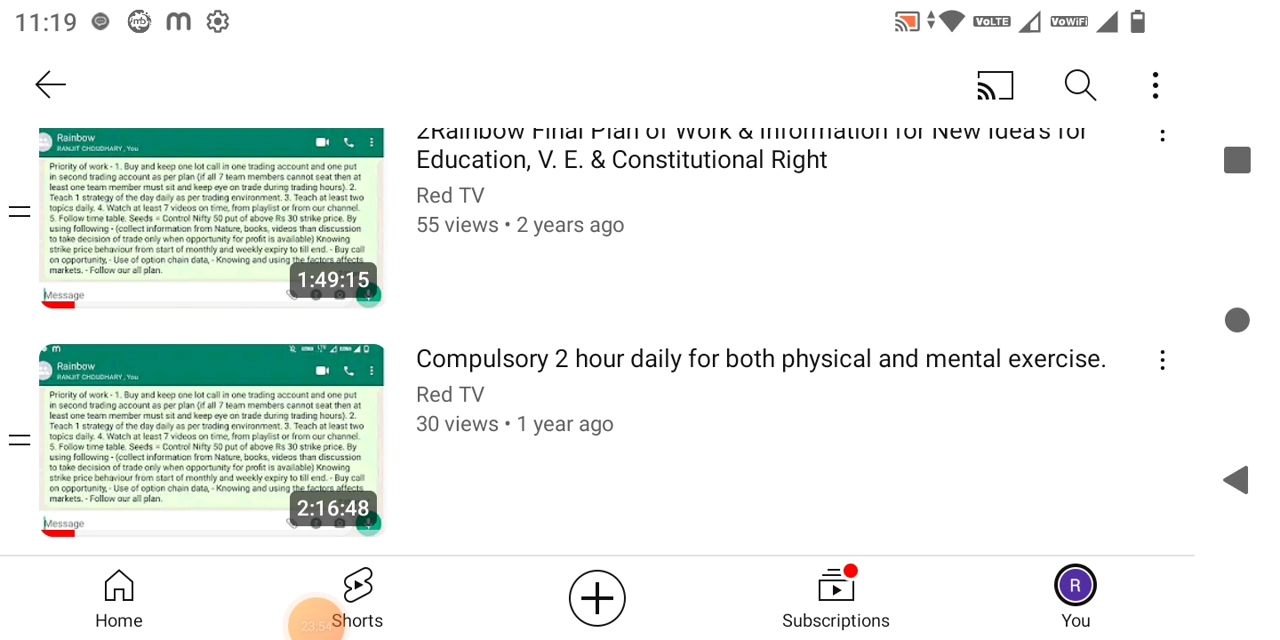 11:19
VoLTE VoWiFi
2Rainbow Final Plan of Work & Information for New Idea's for
Education, V. E. & Constitutional Right
Red TV
55 views • 2 years ago
Rainbow
RANJIT CHOUDHARY, You
Priority of work - 1. Buy and keep one lot call in one trading account and one put
in second trading account as per plan (if all 7 team members cannot seat then at
least one team member must sit and keep eye on trade during trading hours). 2.
Teach 1 strategy of the day daily as per trading environment. 3. Teach at least two
topics daily. 4. Watch at least 7 videos on time, from playlist or from our channel.
5. Follow time table. Seeds = Control Nifty 50 put of above Rs 30 strike price. By
using following - (collect information from Nature, books, videos than discussion
to take decision of trade only when opportunity for profit is available) Knowing
strike price behaviour from start of monthly and weekly expiry to till end. - Buy call
on opportunity, - Use of option chain data, - Knowing and using the factors affects
markets. - Follow our all plan.
1:49:15
Message
Compulsory 2 hour daily for both physical and mental exercise.
Red TV
30 views • 1 year ago
Rainbow
RANJIT CHOUDHARY, You
Priority of work - 1. Buy and keep one lot call in one trading account and one put
in second trading account as per plan (if all 7 team members cannot seat then at
least one team member must sit and keep eye on trade during trading hours). 2.
Teach 1 strategy of the day daily as per trading environment. 3. Teach at least two
topics daily. 4. Watch at least 7 videos on time, from playlist or from our channel.
5. Follow time table. Seeds = Control Nifty 50 put of above Rs 30 strike price. By
using following - (collect information from Nature, books, videos than discussion
to take decision of trade only when opportunity for profit is available) Knowing
strike price behaviour from start of monthly and weekly expiry to till end. - Buy call
on opportunity, - Use of option chain data, - Knowing and using the factors affects
markets. - Follow our all plan.
2:16:48
Message
Home
Shorts
Subscriptions
R
You
23:54